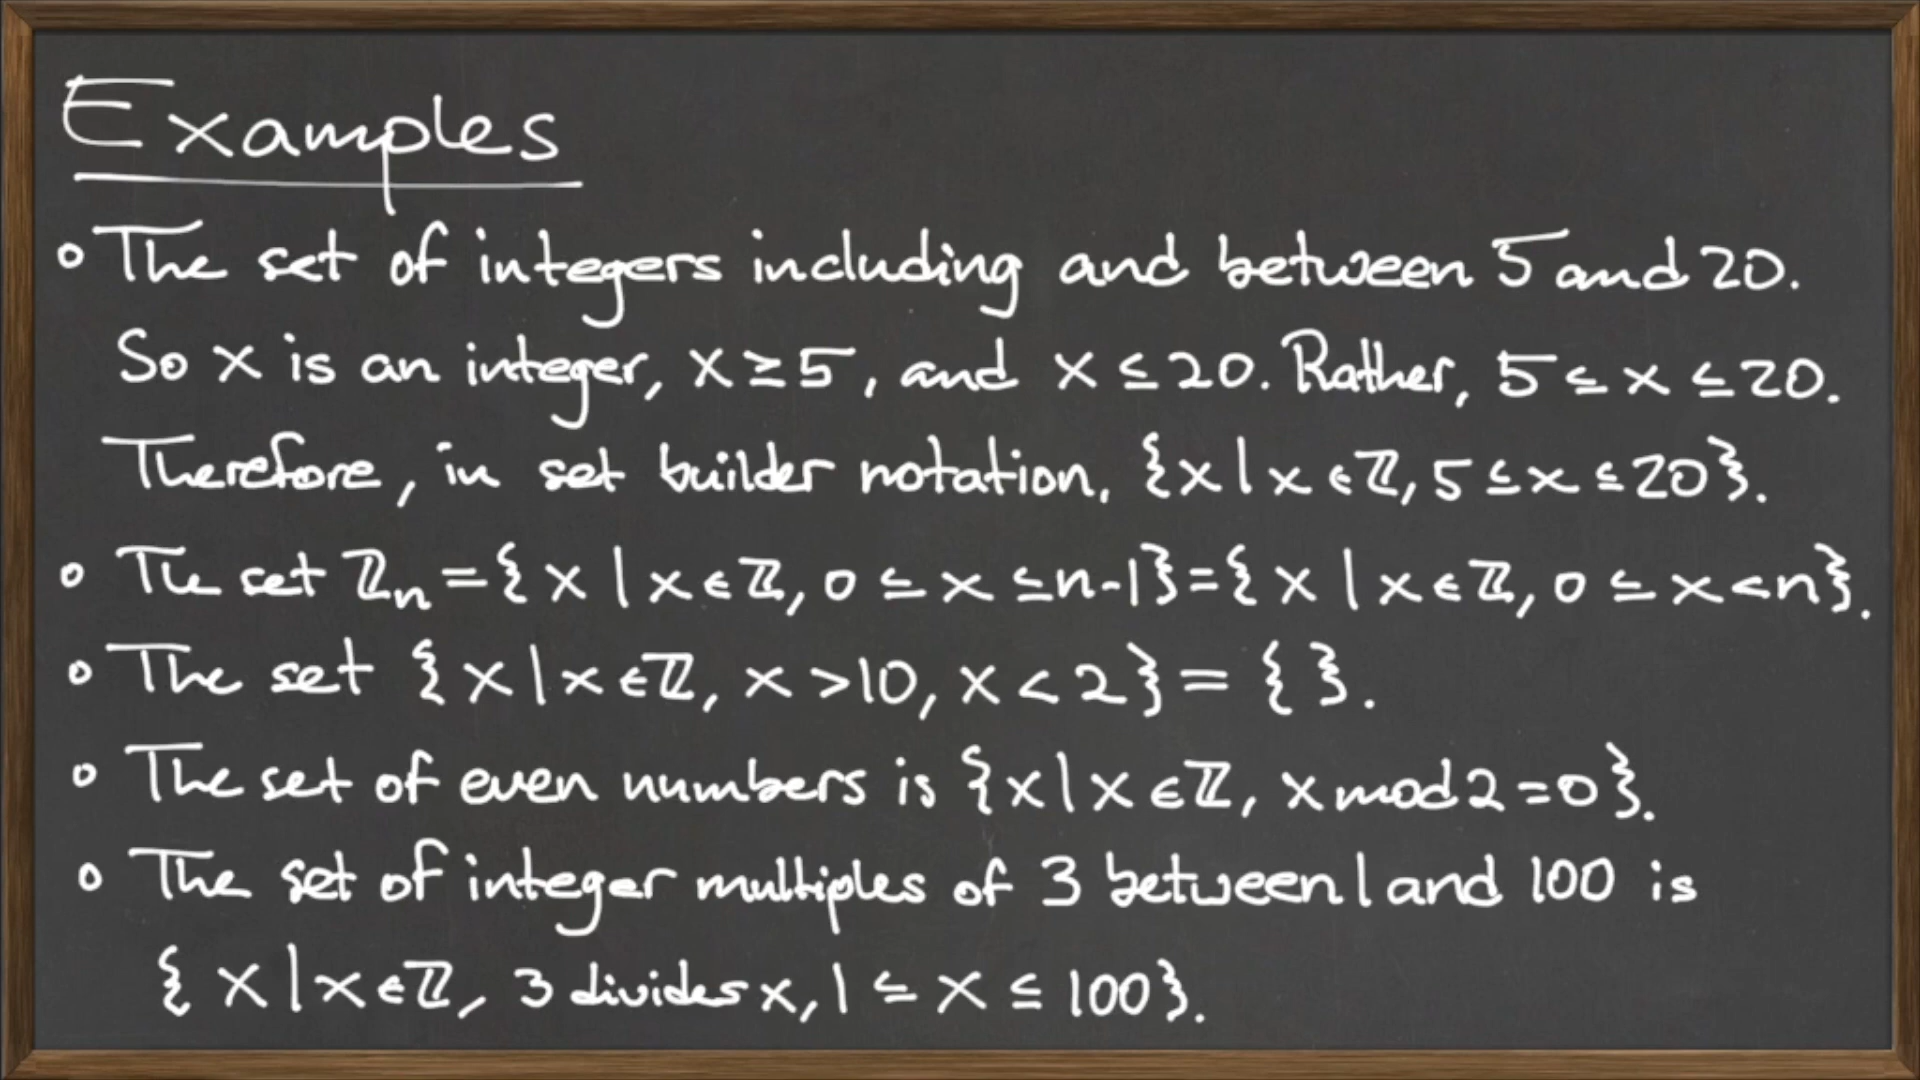 Examples
◦ The set of integers including and between 5 and 20.
So x is an integer, x ≥ 5, and x ≤ 20. Rather, 5 ≤ x ≤ 20.
Therefore, in set builder notation, {x | x ∈ ℤ, 5 ≤ x ≤ 20}.
◦ The set ℤₙ = {x | x ∈ ℤ, 0 ≤ x ≤ n-1} = {x | x ∈ ℤ, 0 ≤ x < n}.
◦ The set {x | x ∈ ℤ, x > 10, x < 2} = { }.
◦ The set of even numbers is {x | x ∈ ℤ, x mod 2 = 0}.
◦ The set of integer multiples of 3 between 1 and 100 is
{x | x ∈ ℤ, 3 divides x, 1 ≤ x ≤ 100}.